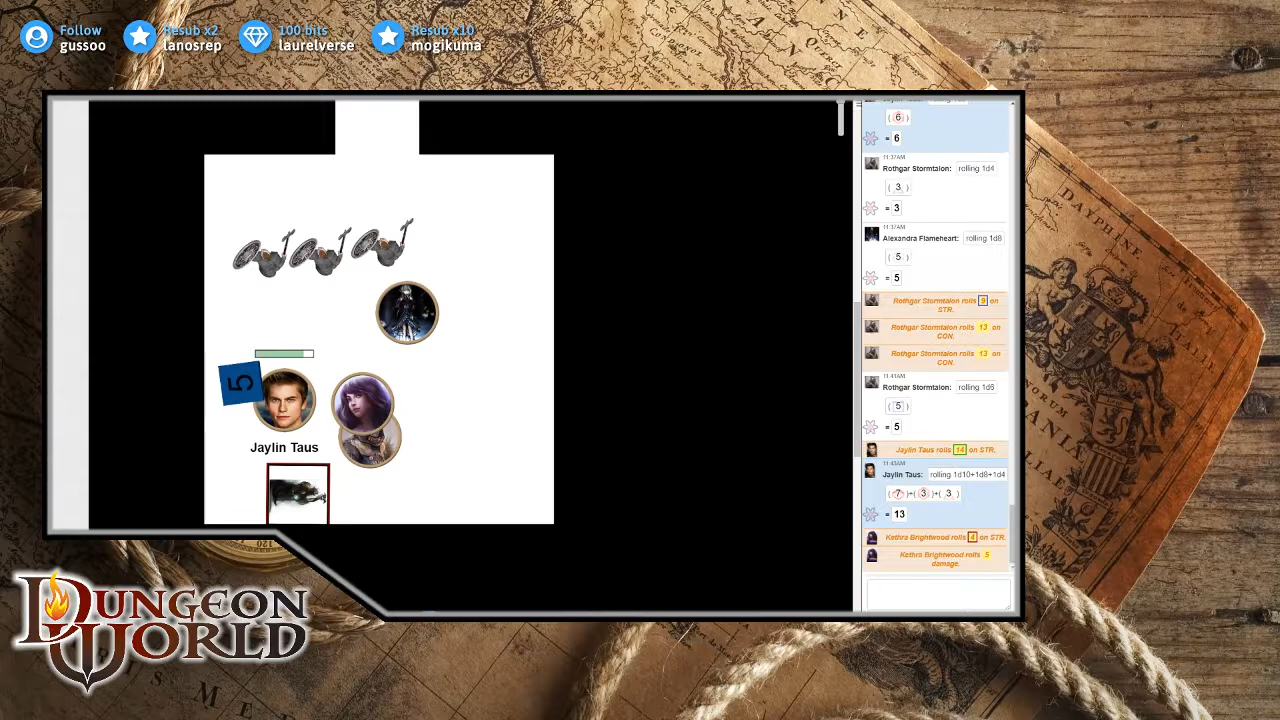 Follow
gussoo
Resub x2
lanosrep
100 bits
laurelverse
Resub x10
mogikuma
( 6 )
= 6
11:37AM
Rothgar Stormtalon: rolling 1d4
( 3 )
= 3
11:37AM
Alexandra Flameheart: rolling 1d8
( 5 )
= 5
Rothgar Stormtalon rolls 9 on
STR.
Rothgar Stormtalon rolls 13 on
CON.
Rothgar Stormtalon rolls 13 on
CON.
11:41AM
Rothgar Stormtalon: rolling 1d6
( 5 )
= 5
Jaylin Taus rolls 14 on STR.
11:43AM
Jaylin Taus: rolling 1d10+1d8+1d4
( 7 )+( 3 )+( 3 )
= 13
Kethra Brightwood rolls 4 on STR.
Kethra Brightwood rolls 5
damage.
5
Jaylin Taus
DUNGEON
WORLD
DAYPHINE